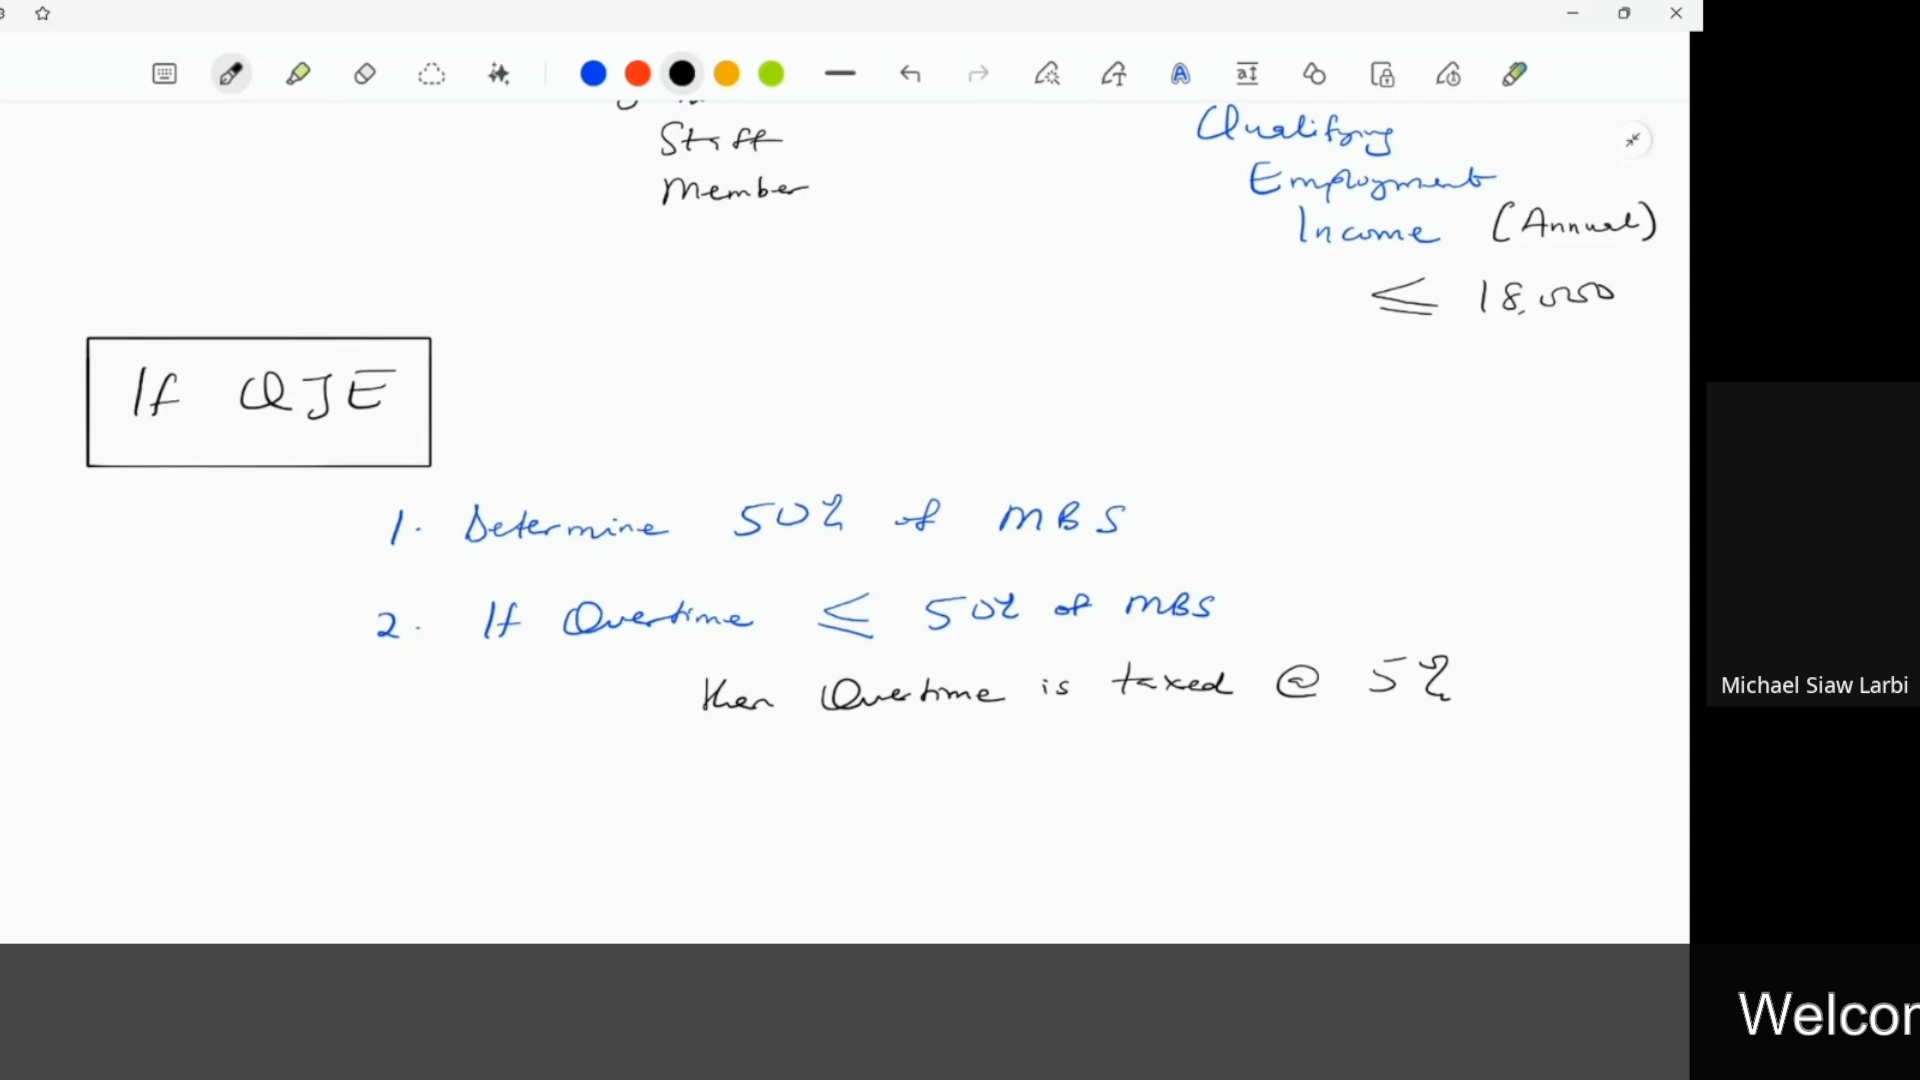 Staff
Member
Qualifying
Employment
Income (Annual)
≤ 18,000
If QJE
1. Determine 50% of MBS
2. If Overtime ≤ 50% of MBS
then Overtime is taxed @ 5%
Michael Siaw Larbi
Welcom